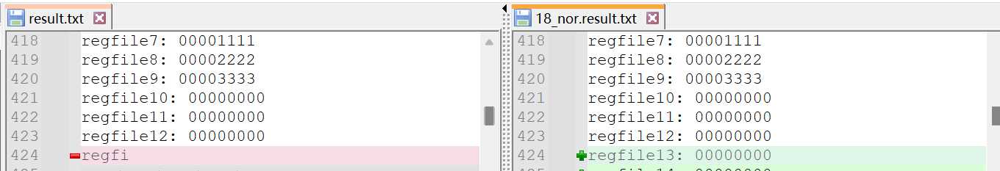 result.txt
18_nor.result.txt
418 regfile7: 00001111
419 regfile8: 00002222
420 regfile9: 00003333
421 regfile10: 00000000
422 regfile11: 00000000
423 regfile12: 00000000
424 regfi
418 regfile7: 00001111
419 regfile8: 00002222
420 regfile9: 00003333
421 regfile10: 00000000
422 regfile11: 00000000
423 regfile12: 00000000
424 regfile13: 00000000